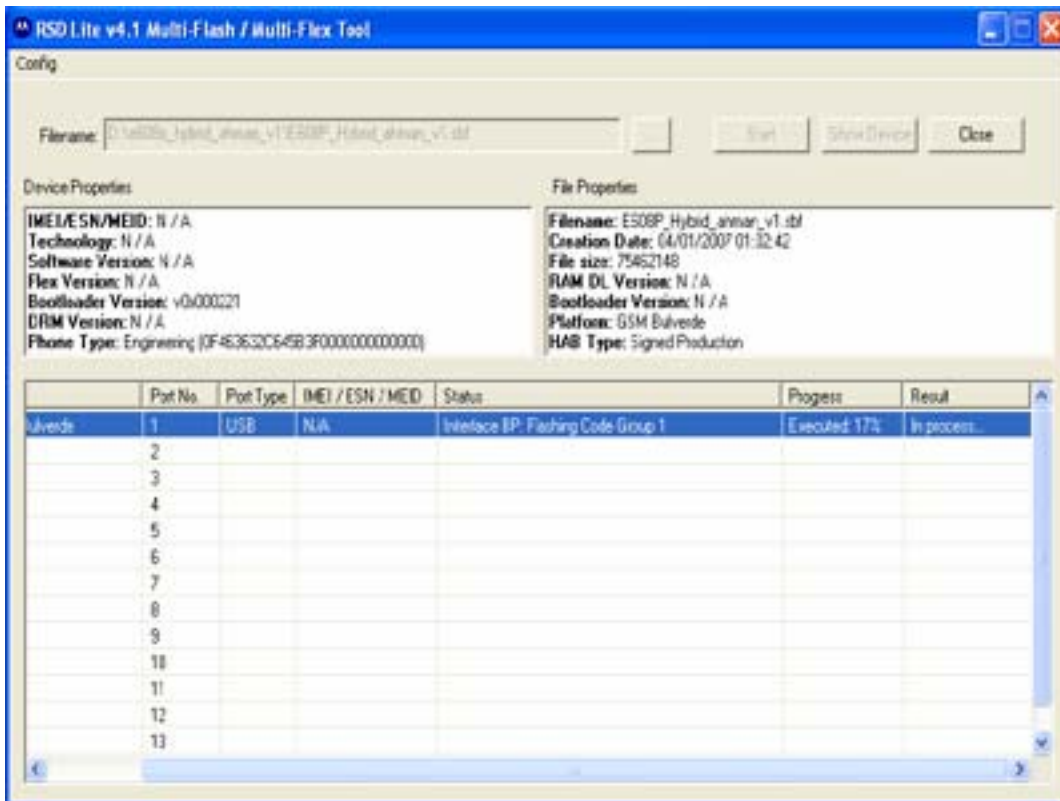 RSD Lite v4.1 Multi-Flash / Multi-Flex Tool
Config
Filename:
Start Show Device Close
Device Properties
IMEI/ESN/MEID: N / A
Technology: N / A
Software Version: N / A
Flex Version: N / A
Bootloader Version: v0x000221
DRM Version: N / A
Phone Type: Engineering
File Properties
Filename: ES08P_Hybrid_ahman_v1.sbf
Creation Date: 04/01/2007 01:32:42
File size: 75462148
RAM DL Version: N / A
Bootloader Version: N / A
Platform: GSM Bulverde
HAB Type: Signed Production
Port No. Port Type IMEI / ESN / MEID Status Progress Result
ulverde 1 USB N/A Interface BP: Flashing Code Group 1 Executed: 17% In process...
2
3
4
5
6
7
8
9
10
11
12
13